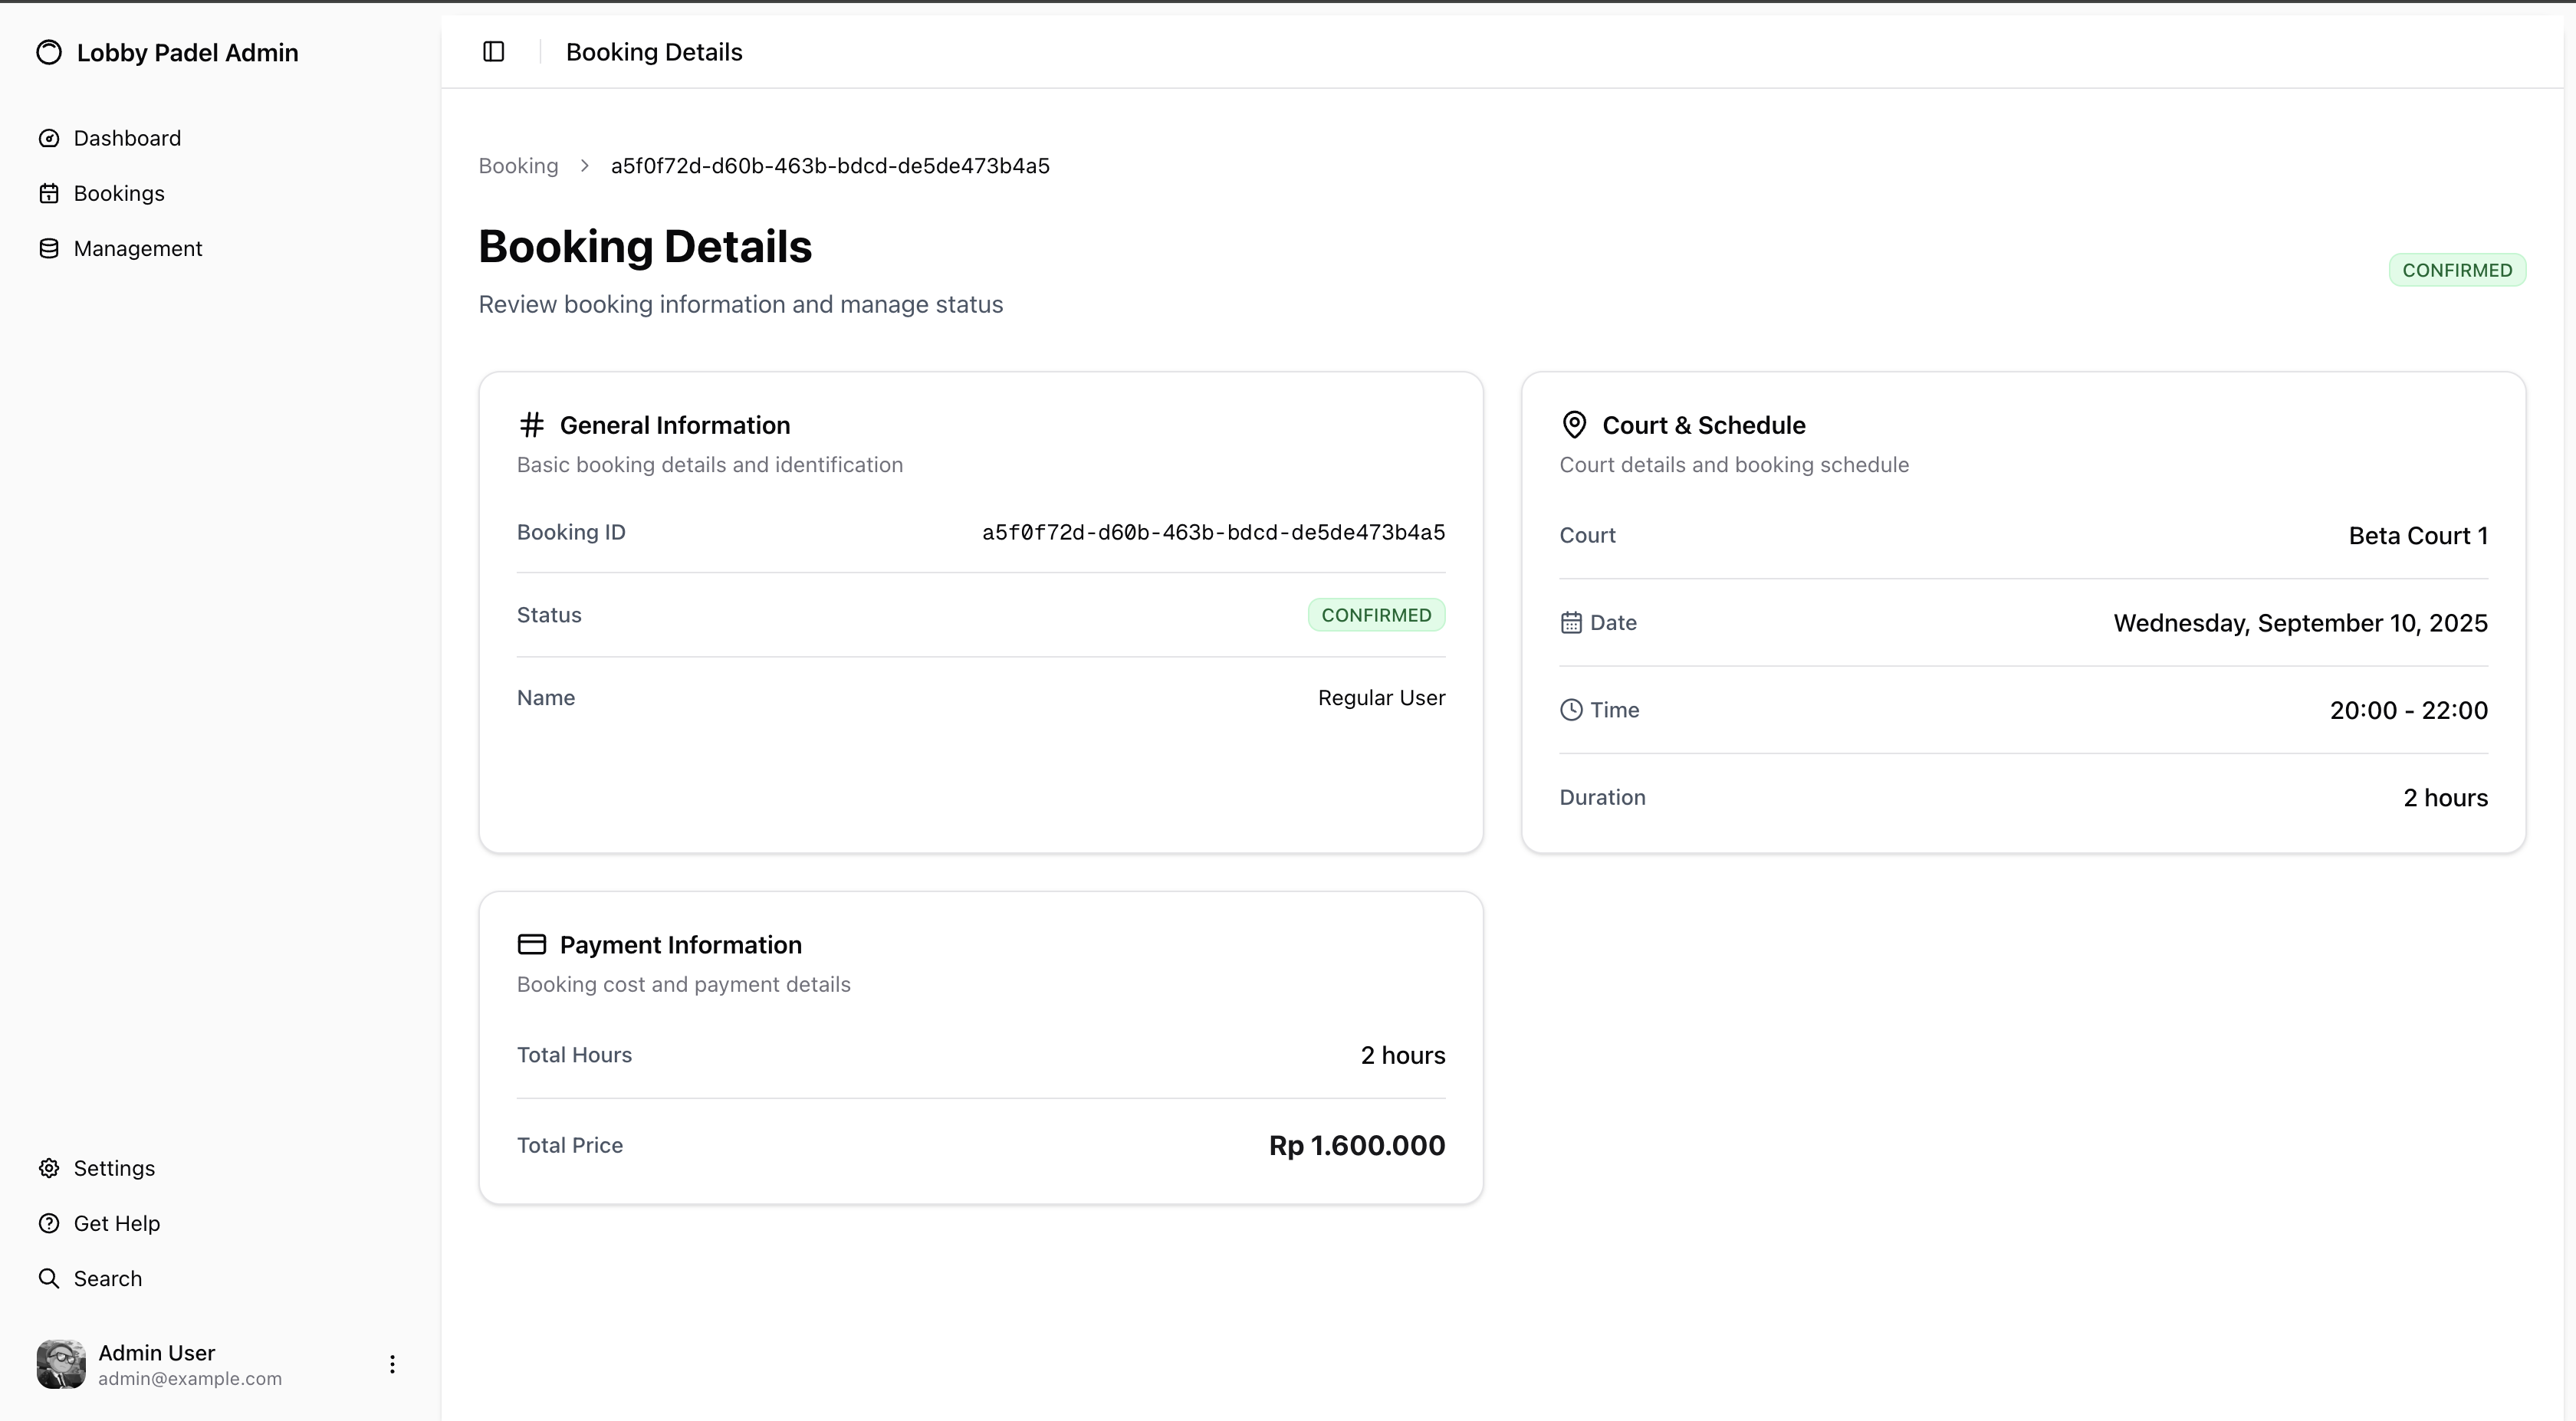 Lobby Padel Admin
Dashboard
Bookings
Management
Settings
Get Help
Search
Admin User
admin@example.com
Booking Details
Booking > a5f0f72d-d60b-463b-bdcd-de5de473b4a5
Booking Details
Review booking information and manage status
CONFIRMED
General Information
Basic booking details and identification
Booking ID a5f0f72d-d60b-463b-bdcd-de5de473b4a5
Status CONFIRMED
Name Regular User
Court & Schedule
Court details and booking schedule
Court Beta Court 1
Date Wednesday, September 10, 2025
Time 20:00 - 22:00
Duration 2 hours
Payment Information
Booking cost and payment details
Total Hours 2 hours
Total Price Rp 1.600.000